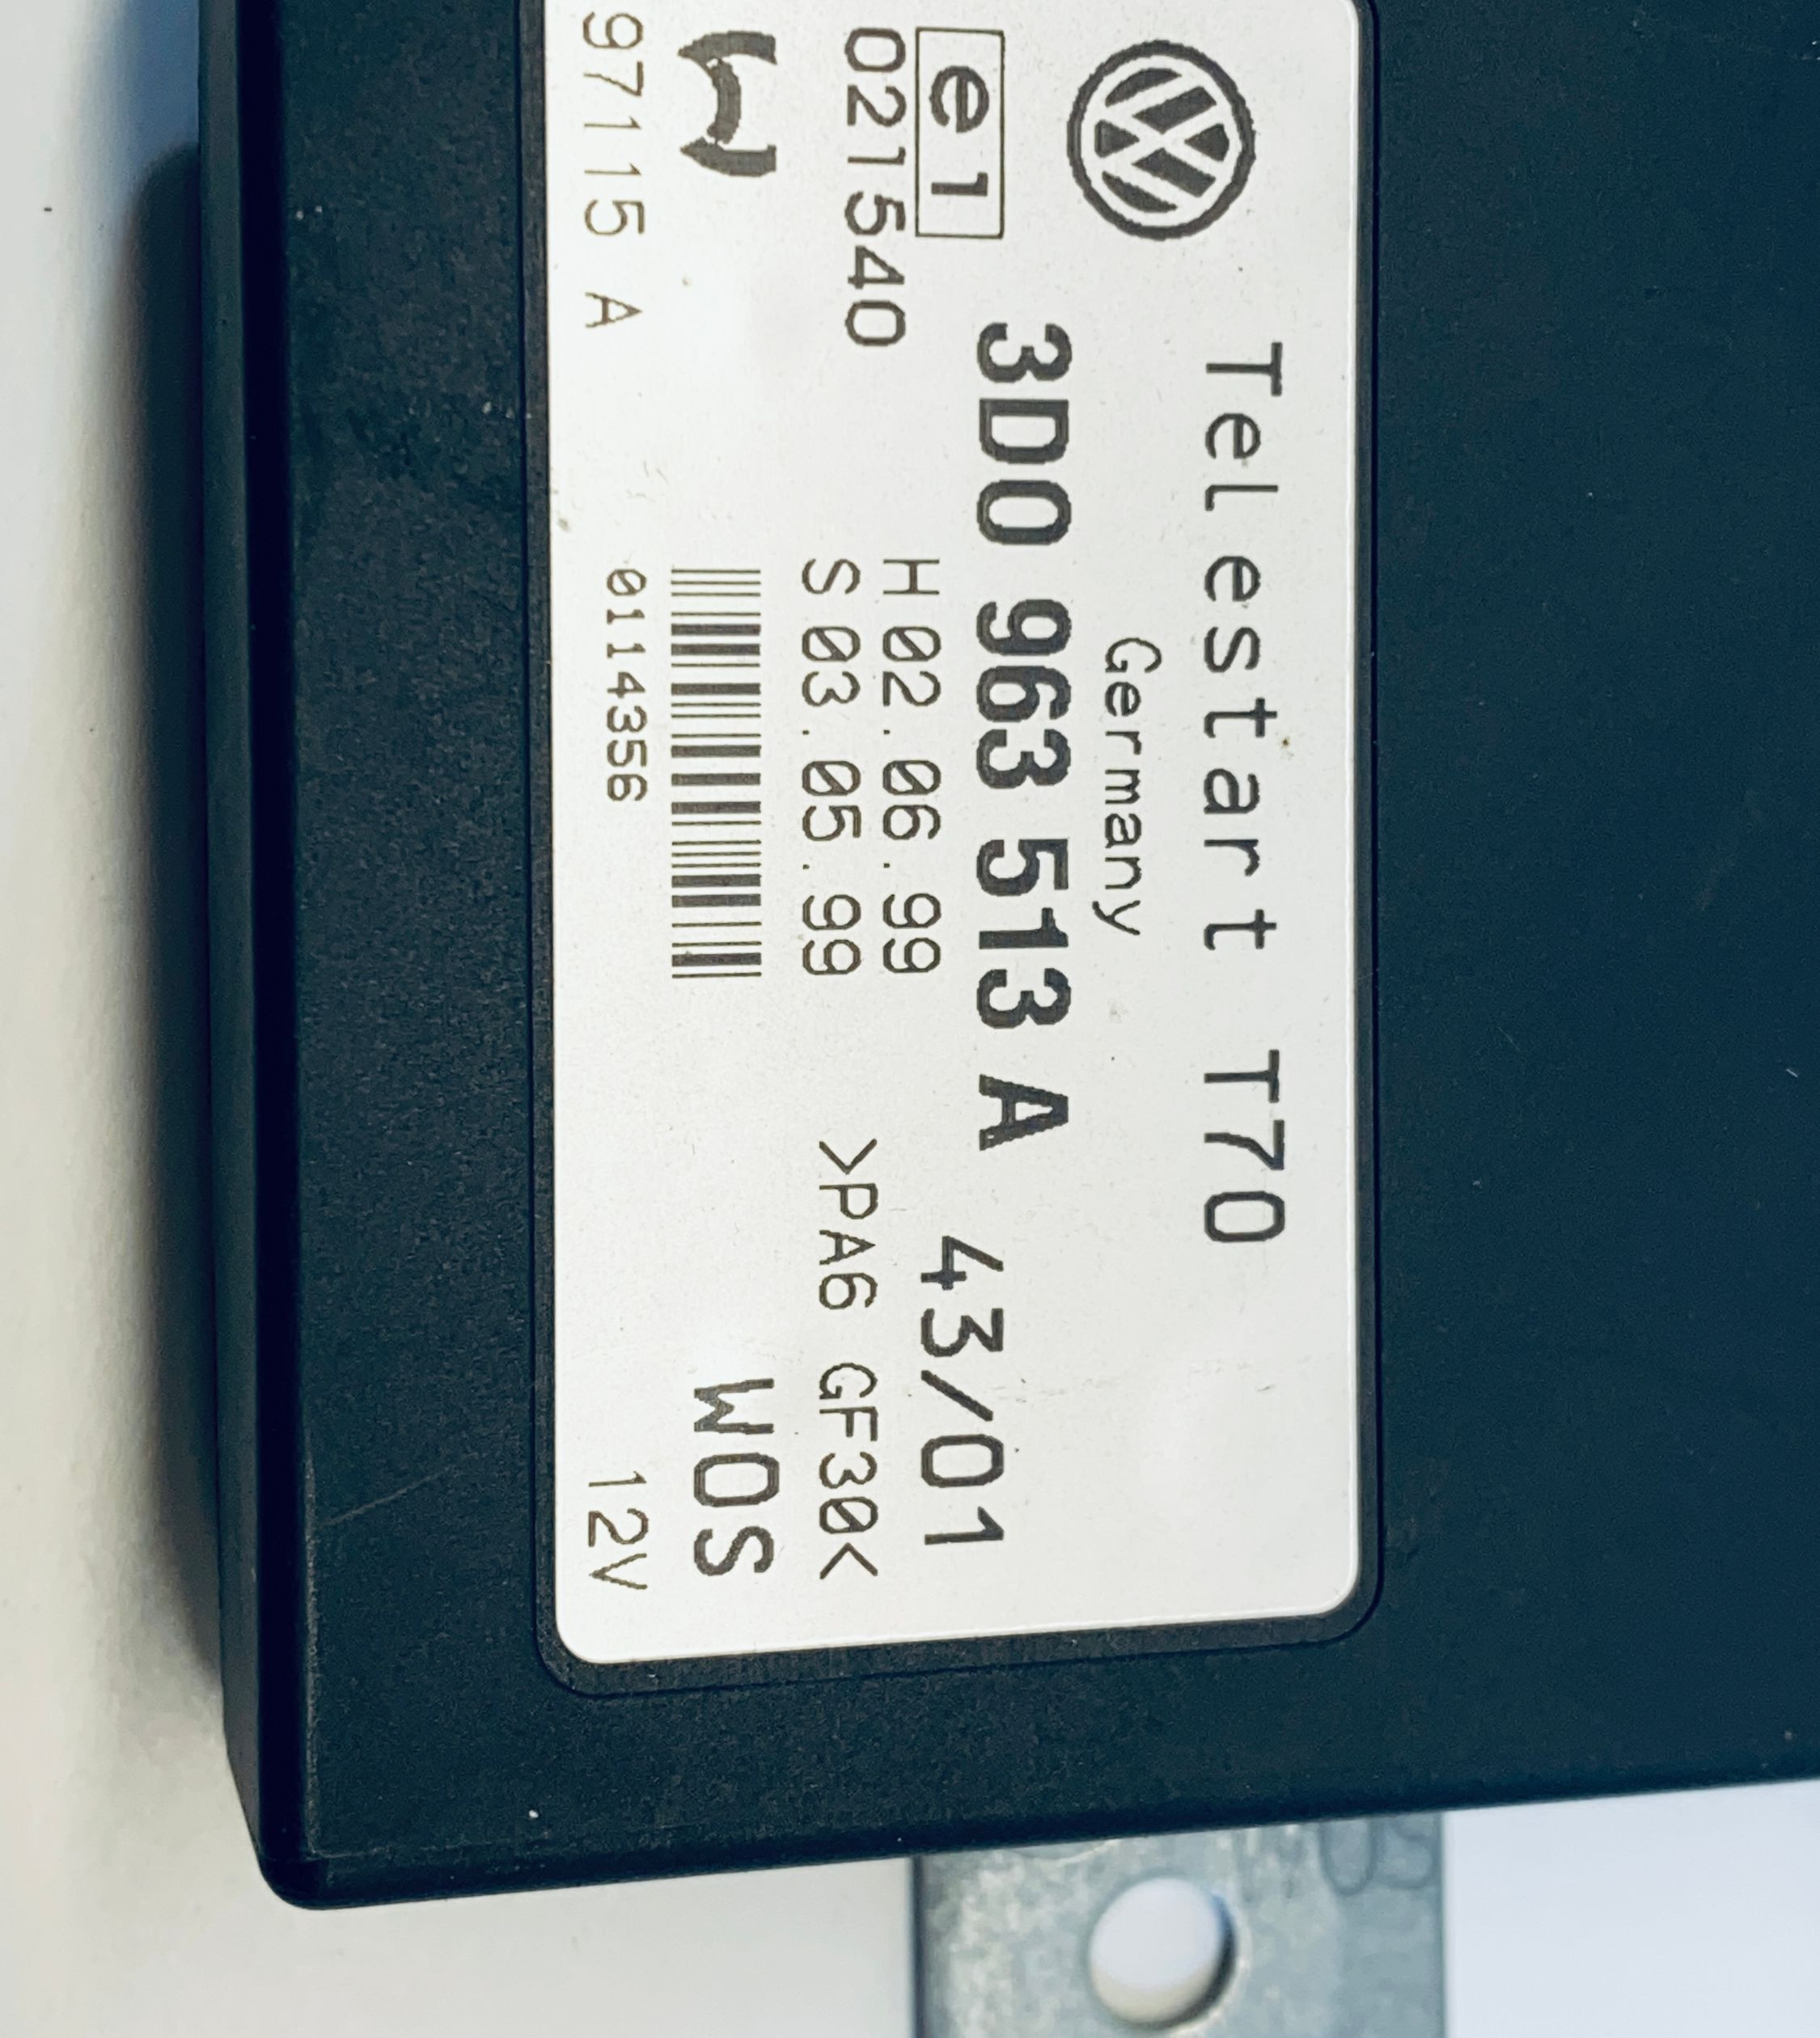 Telestart T70
Germany
3D0 963 513 A
e1
021540
H 02.06.99
S 03.05.99
43/01
>PA6 GF30<
WOS
0114356
97115 A
12V